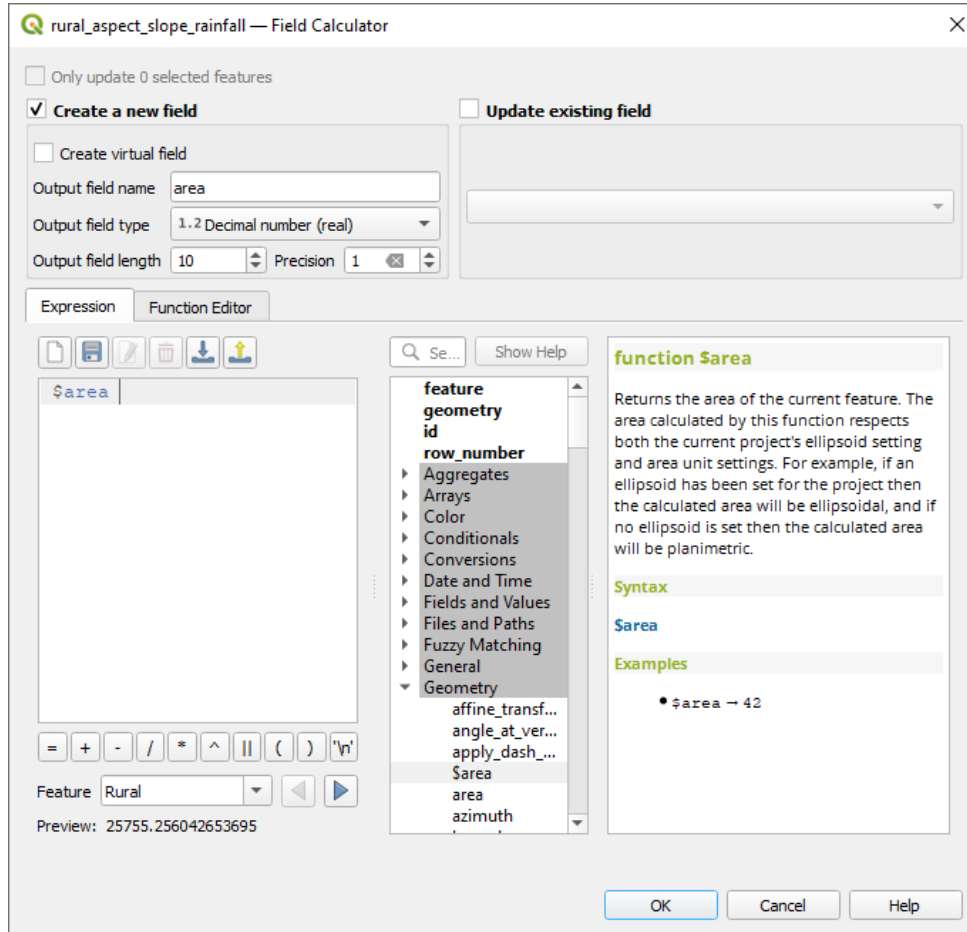 rural_aspect_slope_rainfall — Field Calculator
Only update 0 selected features
Create a new field
Update existing field
Create virtual field
Output field name area
Output field type 1.2 Decimal number (real)
Output field length 10 Precision 1
Expression Function Editor
Se... Show Help
$area
feature
geometry
id
row_number
Aggregates
Arrays
Color
Conditionals
Conversions
Date and Time
Fields and Values
Files and Paths
Fuzzy Matching
General
Geometry
affine_transf...
angle_at_ver...
apply_dash_...
$area
area
azimuth
function $area
Returns the area of the current feature. The
area calculated by this function respects
both the current project's ellipsoid setting
and area unit settings. For example, if an
ellipsoid has been set for the project then
the calculated area will be ellipsoidal, and if
no ellipsoid is set then the calculated area
will be planimetric.
Syntax
$area
Examples
• $area → 42
= + - / * ^ || ( ) '\n'
Feature Rural
Preview: 25755.256042653695
OK Cancel Help